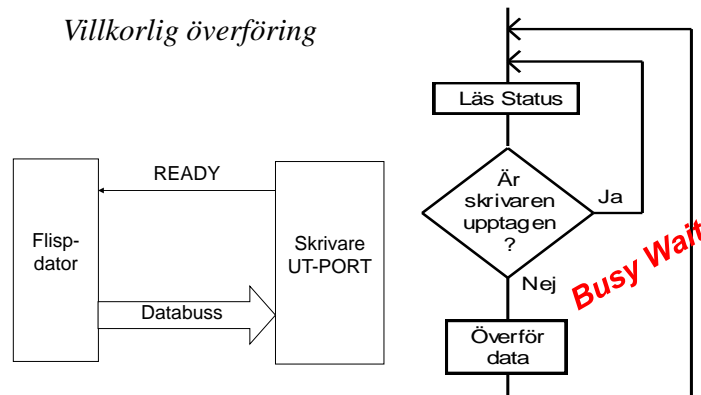 Villkorlig överföring
READY
Flisp-
dator
Skrivare
UT-PORT
Databuss
Läs Status
Är
skrivaren
upptagen
?
Ja
Nej
Busy Wait
Överför
data